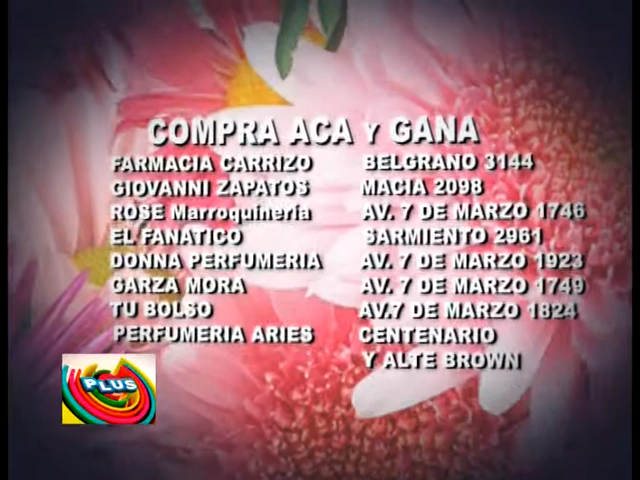 COMPRA ACA Y GANA
FARMACIA CARRIZO BELGRANO 3144
GIOVANNI ZAPATOS MACIA 2098
ROSE Marroquineria AV. 7 DE MARZO 1746
EL FANATICO SARMIENTO 2961
DONNA PERFUMERIA AV. 7 DE MARZO 1923
GARZA MORA AV. 7 DE MARZO 1749
TU BOLSO AV.7 DE MARZO 1824
PERFUMERIA ARIES CENTENARIO
Y ALTE BROWN
PLUS